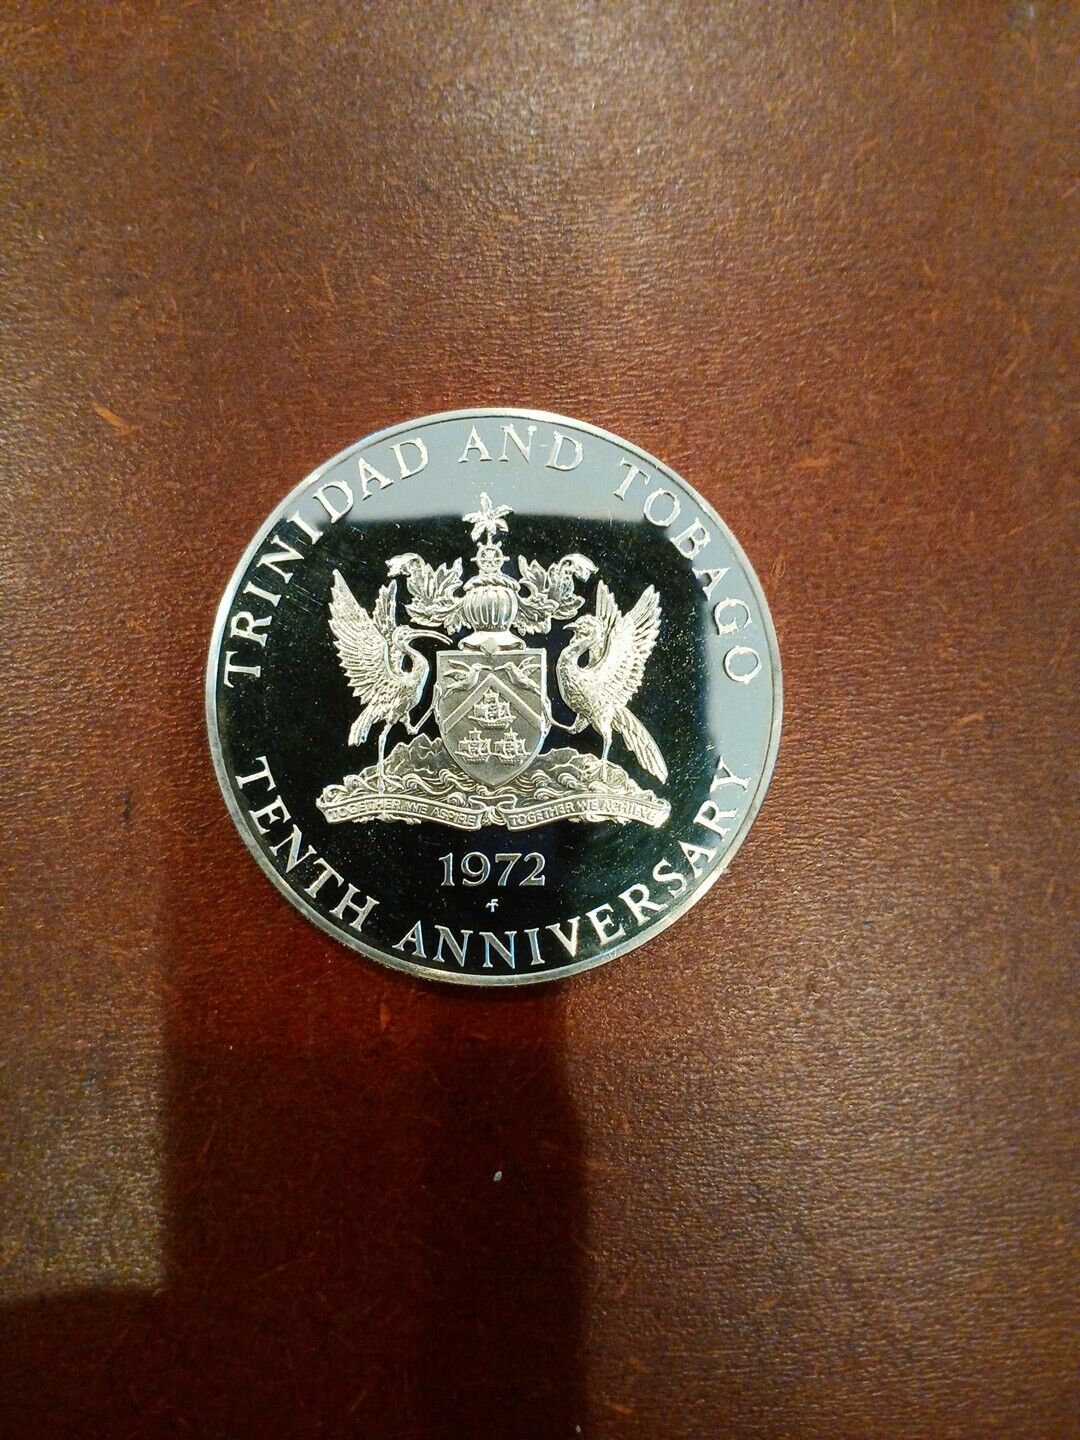 TRINIDAD AND TOBAGO
TOGETHER WE ASPIRE TOGETHER WE ACHIEVE
1972
TENTH ANNIVERSARY